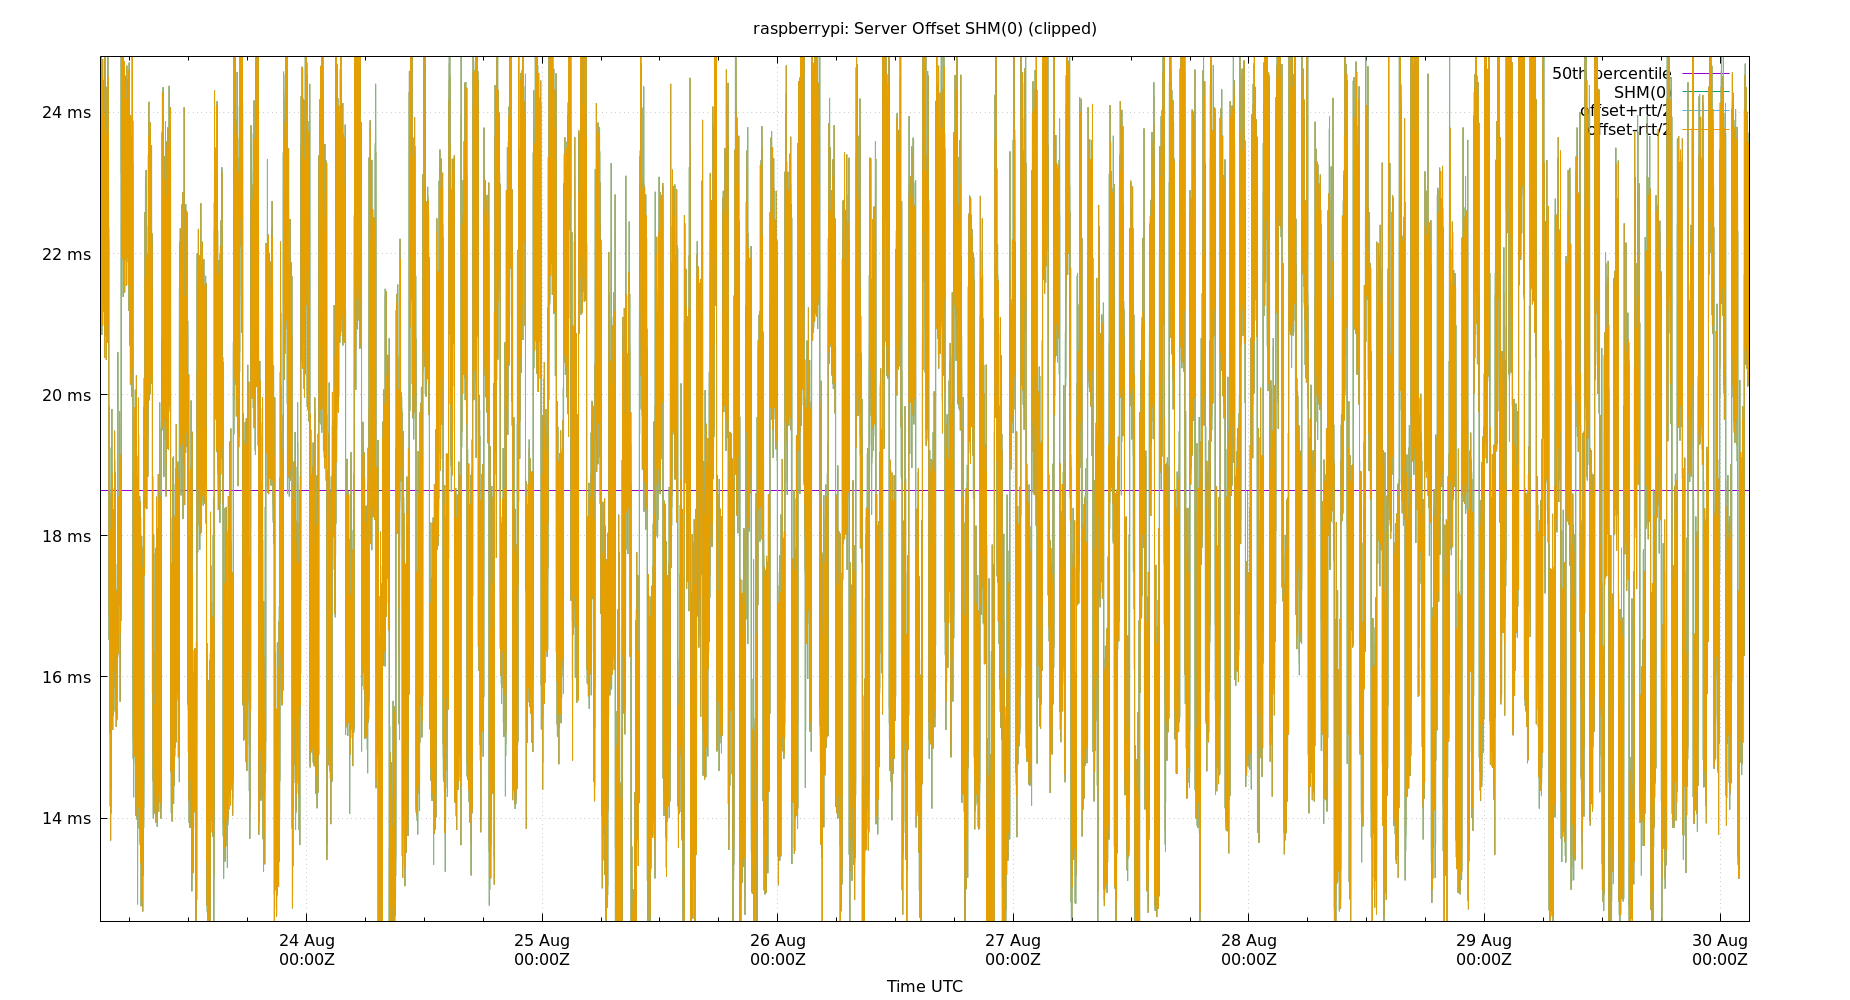 raspberrypi: Server Offset SHM(0) (clipped)
50th percentile
SHM(0)
offset+rtt/2
offset-rtt/2
24 ms
22 ms
20 ms
18 ms
16 ms
14 ms
24 Aug 25 Aug 26 Aug 27 Aug 28 Aug 29 Aug 30 Aug
00:00Z 00:00Z 00:00Z 00:00Z 00:00Z 00:00Z 00:00Z
Time UTC